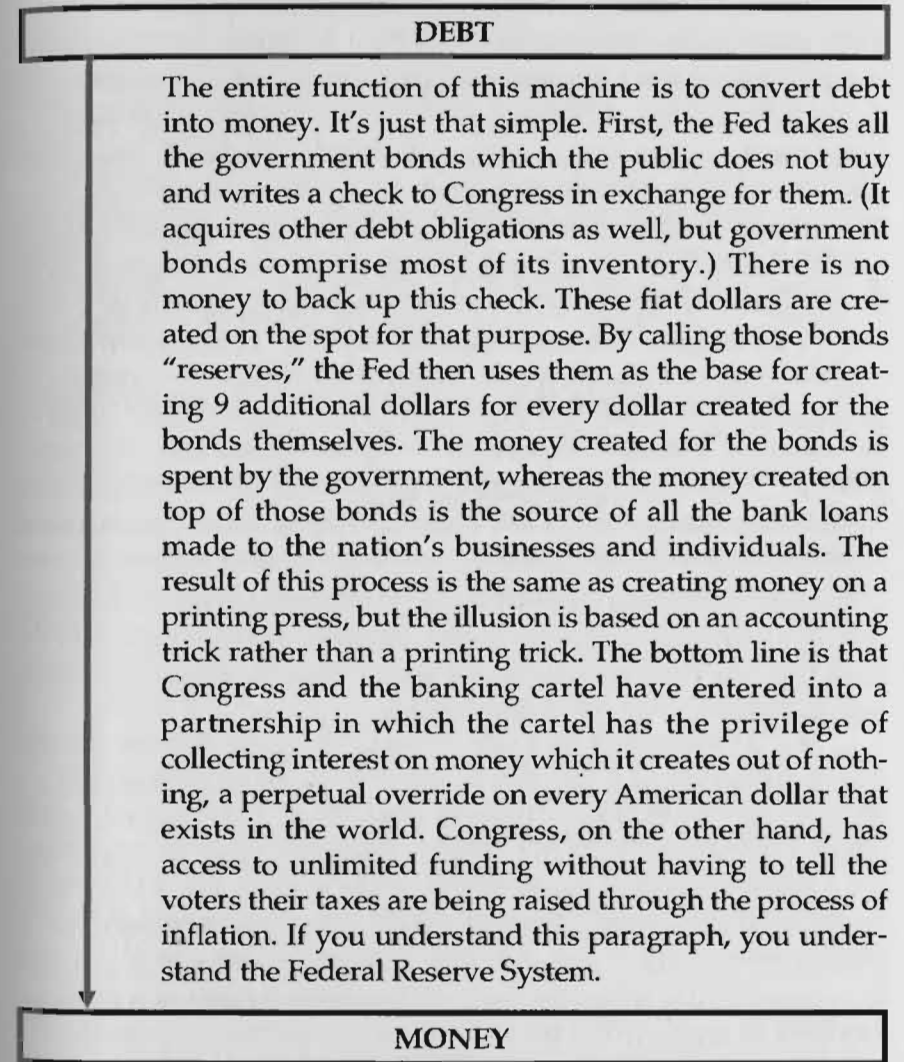 DEBT
The entire function of this machine is to convert debt
into money. It's just that simple. First, the Fed takes all
the government bonds which the public does not buy
and writes a check to Congress in exchange for them. (It
acquires other debt obligations as well, but government
bonds comprise most of its inventory.) There is no
money to back up this check. These fiat dollars are cre-
ated on the spot for that purpose. By calling those bonds
"reserves," the Fed then uses them as the base for creat-
ing 9 additional dollars for every dollar created for the
bonds themselves. The money created for the bonds is
spent by the government, whereas the money created on
top of those bonds is the source of all the bank loans
made to the nation's businesses and individuals. The
result of this process is the same as creating money on a
printing press, but the illusion is based on an accounting
trick rather than a printing trick. The bottom line is that
Congress and the banking cartel have entered into a
partnership in which the cartel has the privilege of
collecting interest on money which it creates out of noth-
ing, a perpetual override on every American dollar that
exists in the world. Congress, on the other hand, has
access to unlimited funding without having to tell the
voters their taxes are being raised through the process of
inflation. If you understand this paragraph, you under-
stand the Federal Reserve System.
MONEY